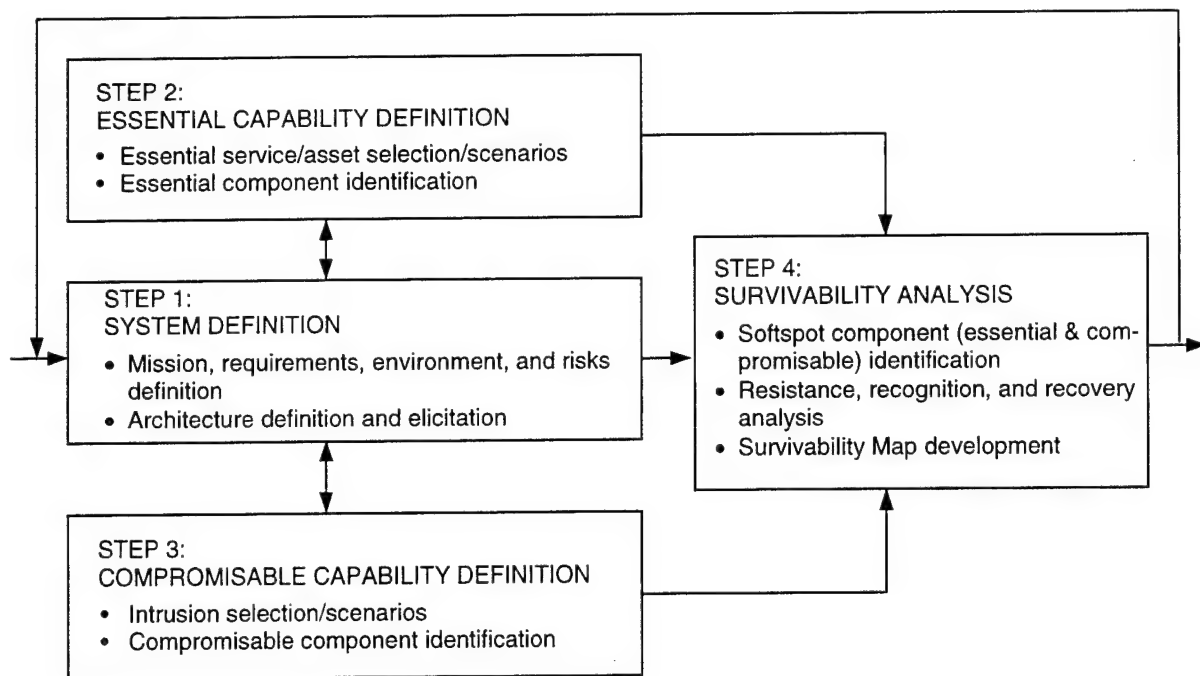 STEP 2:
ESSENTIAL CAPABILITY DEFINITION
• Essential service/asset selection/scenarios
• Essential component identification
STEP 1:
SYSTEM DEFINITION
• Mission, requirements, environment, and risks
definition
• Architecture definition and elicitation
STEP 3:
COMPROMISABLE CAPABILITY DEFINITION
• Intrusion selection/scenarios
• Compromisable component identification
STEP 4:
SURVIVABILITY ANALYSIS
• Softspot component (essential & com-
promisable) identification
• Resistance, recognition, and recovery
analysis
• Survivability Map development